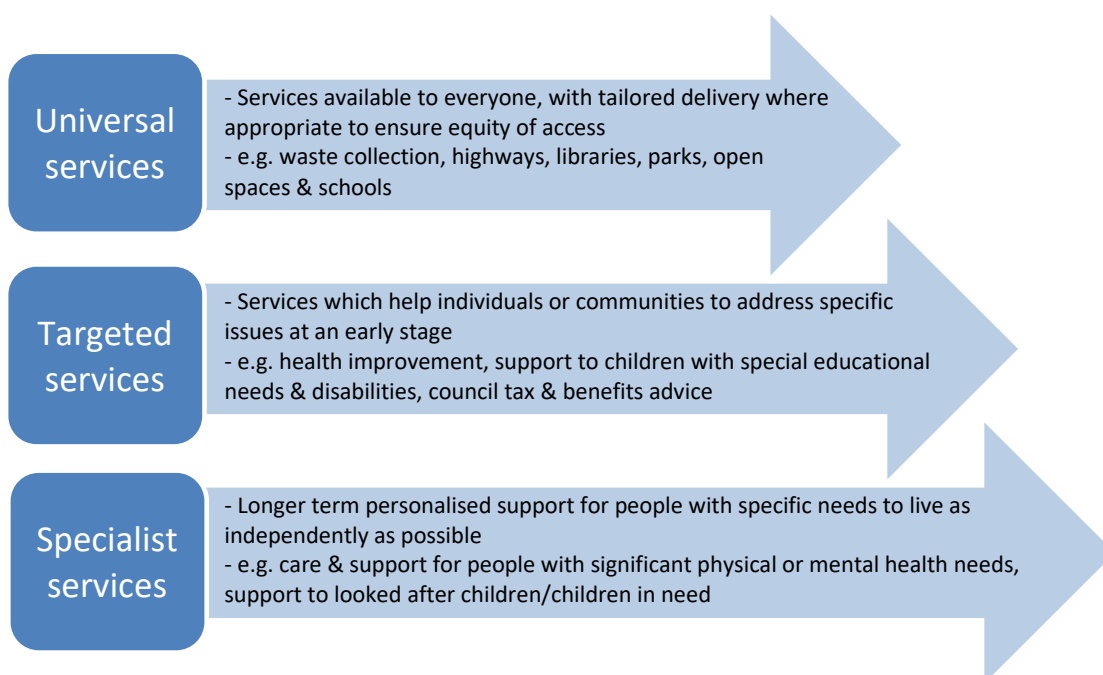 Universal
services
- Services available to everyone, with tailored delivery where
appropriate to ensure equity of access
- e.g. waste collection, highways, libraries, parks, open
spaces & schools
Targeted
services
- Services which help individuals or communities to address specific
issues at an early stage
- e.g. health improvement, support to children with special educational
needs & disabilities, council tax & benefits advice
Specialist
services
- Longer term personalised support for people with specific needs to live as
independently as possible
- e.g. care & support for people with significant physical or mental health needs,
support to looked after children/children in need